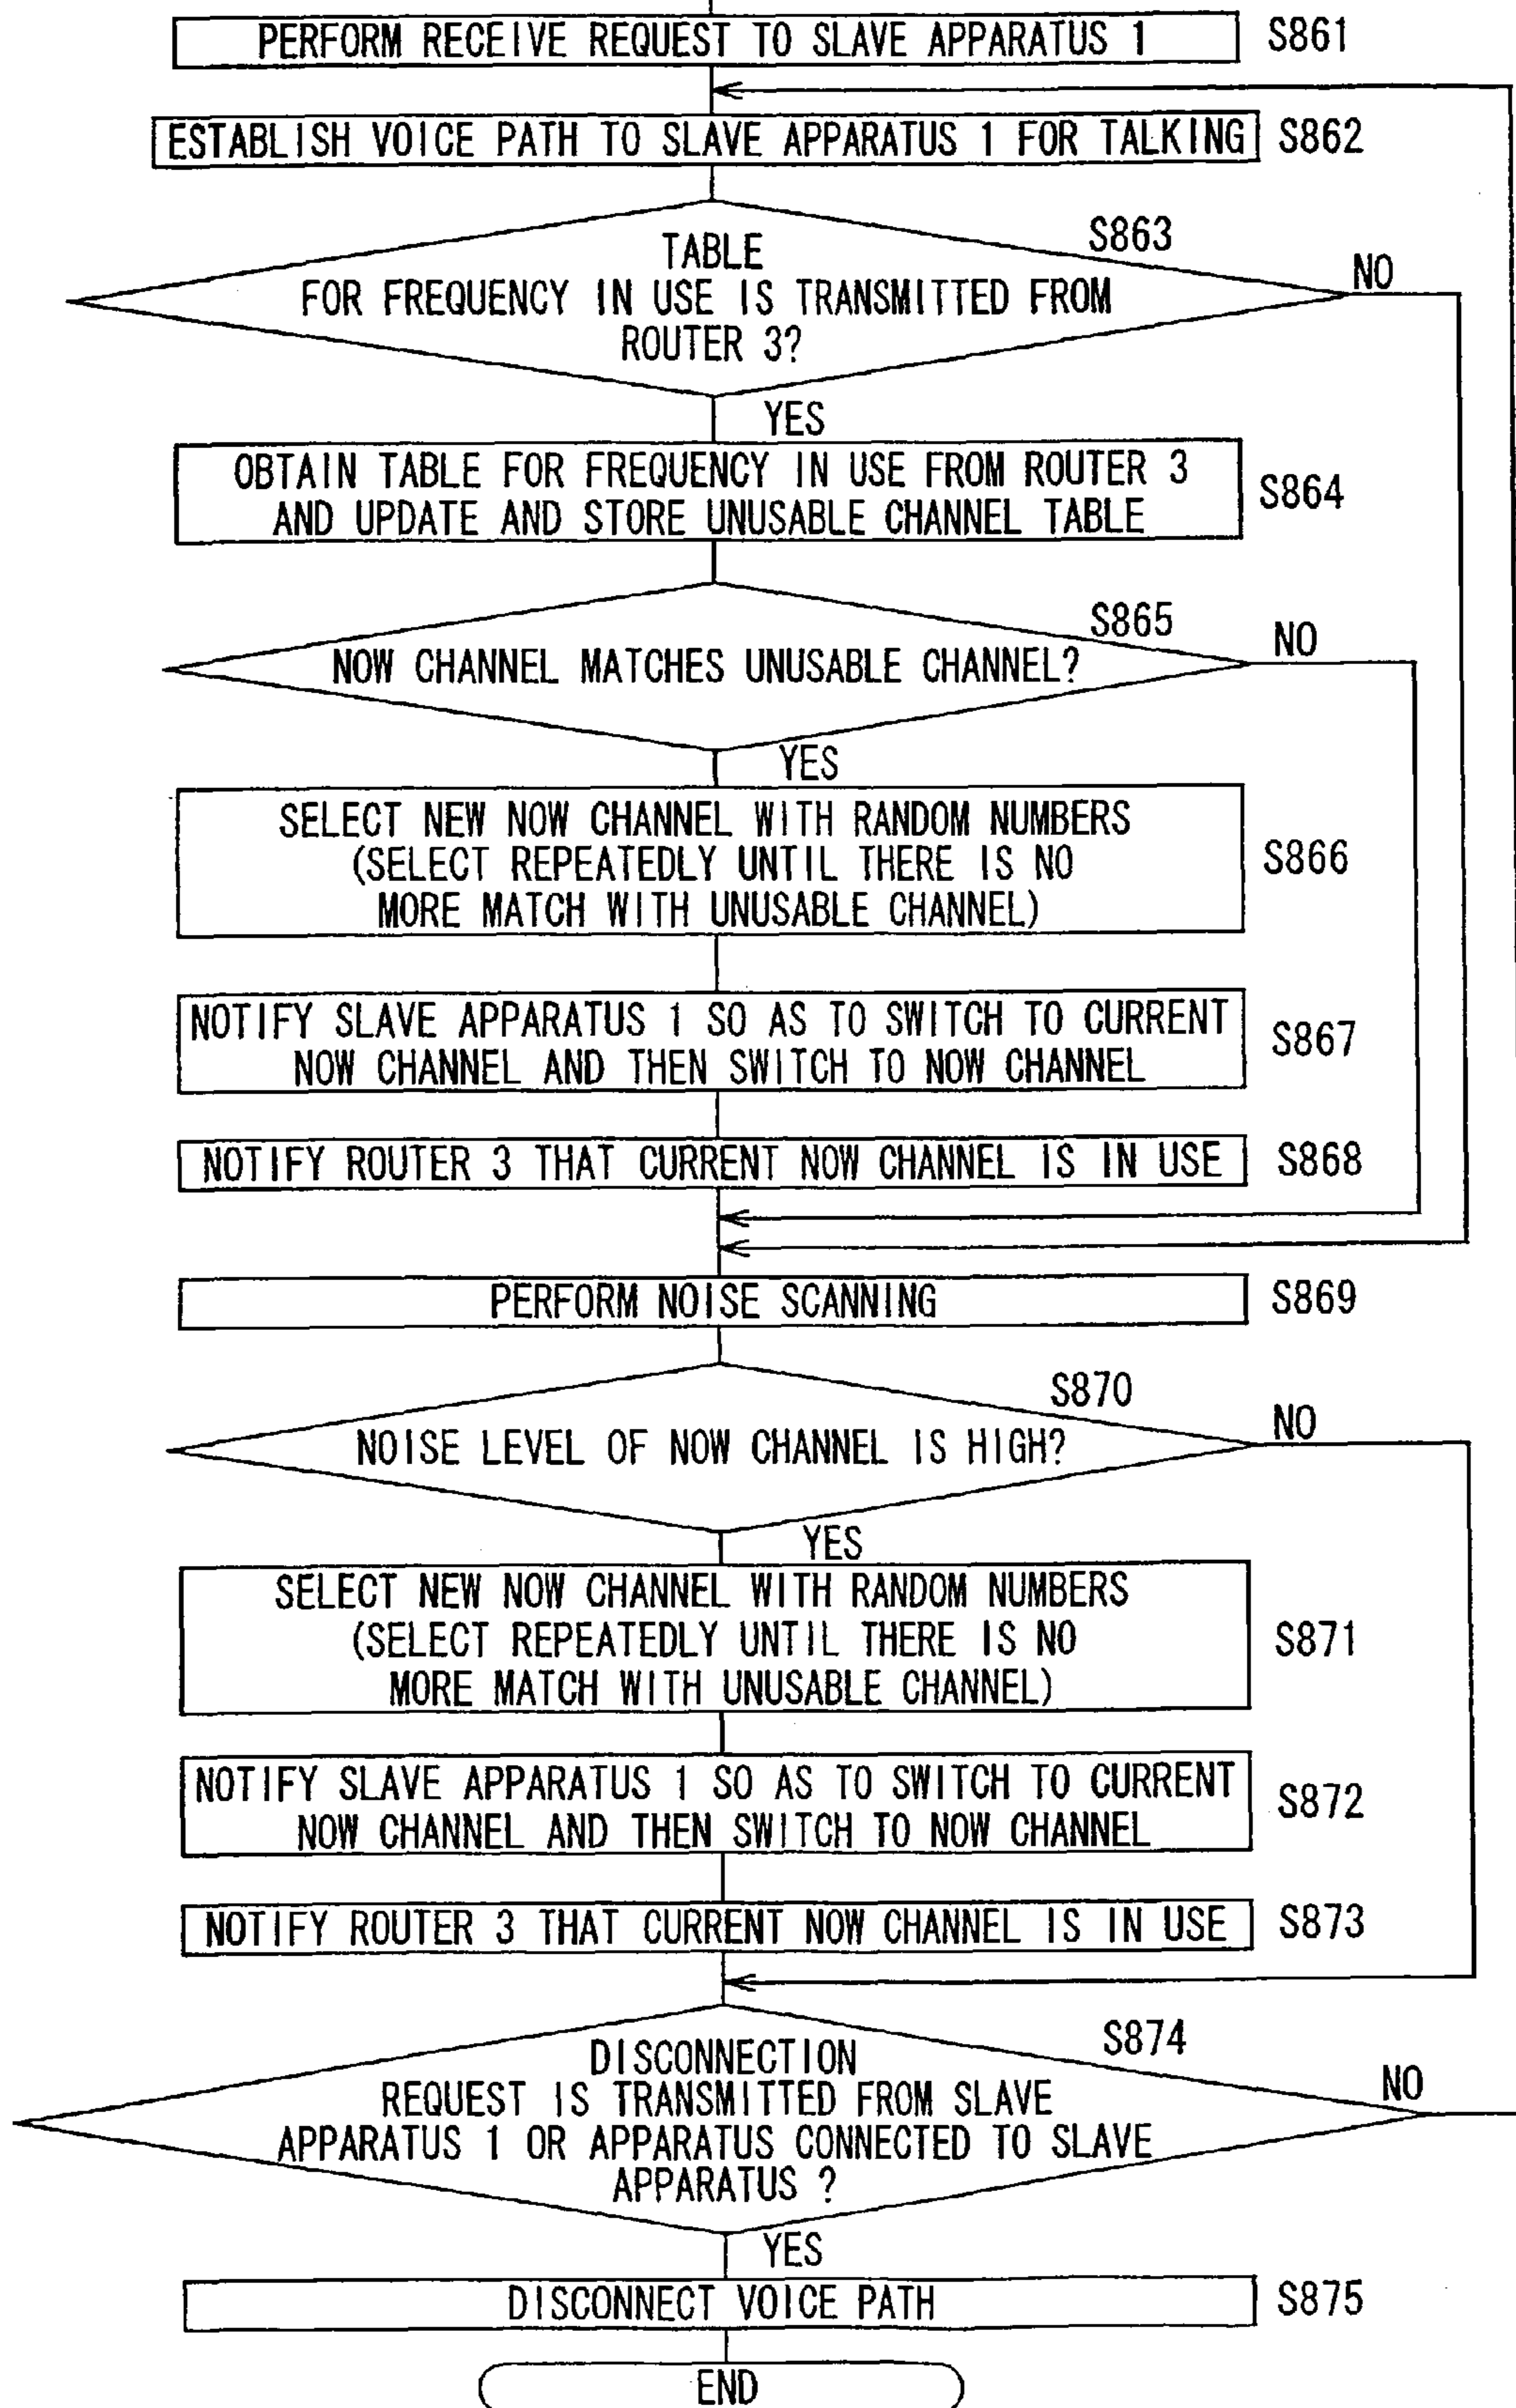 PERFORM RECEIVE REQUEST TO SLAVE APPARATUS 1
S861
ESTABLISH VOICE PATH TO SLAVE APPARATUS 1 FOR TALKING
S862
S863
TABLE
FOR FREQUENCY IN USE IS TRANSMITTED FROM
ROUTER 3?
NO
YES
OBTAIN TABLE FOR FREQUENCY IN USE FROM ROUTER 3
AND UPDATE AND STORE UNUSABLE CHANNEL TABLE
S864
S865
NOW CHANNEL MATCHES UNUSABLE CHANNEL?
NO
YES
SELECT NEW NOW CHANNEL WITH RANDOM NUMBERS
(SELECT REPEATEDLY UNTIL THERE IS NO
MORE MATCH WITH UNUSABLE CHANNEL)
S866
NOTIFY SLAVE APPARATUS 1 SO AS TO SWITCH TO CURRENT
NOW CHANNEL AND THEN SWITCH TO NOW CHANNEL
S867
NOTIFY ROUTER 3 THAT CURRENT NOW CHANNEL IS IN USE
S868
PERFORM NOISE SCANNING
S869
S870
NOISE LEVEL OF NOW CHANNEL IS HIGH?
NO
YES
SELECT NEW NOW CHANNEL WITH RANDOM NUMBERS
(SELECT REPEATEDLY UNTIL THERE IS NO
MORE MATCH WITH UNUSABLE CHANNEL)
S871
NOTIFY SLAVE APPARATUS 1 SO AS TO SWITCH TO CURRENT
NOW CHANNEL AND THEN SWITCH TO NOW CHANNEL
S872
NOTIFY ROUTER 3 THAT CURRENT NOW CHANNEL IS IN USE
S873
S874
DISCONNECTION
REQUEST IS TRANSMITTED FROM SLAVE
APPARATUS 1 OR APPARATUS CONNECTED TO SLAVE
APPARATUS ?
NO
YES
DISCONNECT VOICE PATH
S875
END